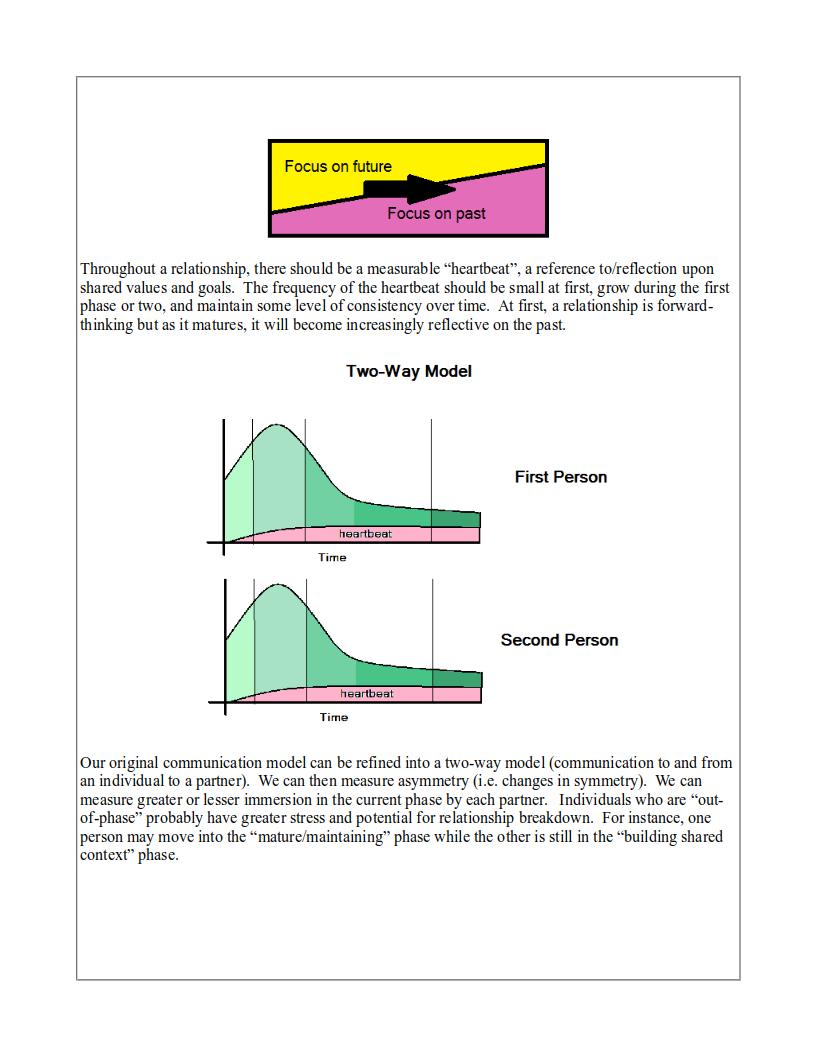 Focus on future
Focus on past
Throughout a relationship, there should be a measurable “heartbeat”, a reference to/reflection upon
shared values and goals.  The frequency of the heartbeat should be small at first, grow during the first
phase or two, and maintain some level of consistency over time.  At first, a relationship is forward-
thinking but as it matures, it will become increasingly reflective on the past.
Two-Way Model
First Person
heartbeat
Time
Second Person
heartbeat
Time
Our original communication model can be refined into a two-way model (communication to and from
an individual to a partner).  We can then measure asymmetry (i.e. changes in symmetry).  We can
measure greater or lesser immersion in the current phase by each partner.   Individuals who are “out-
of-phase” probably have greater stress and potential for relationship breakdown.  For instance, one
person may move into the “mature/maintaining” phase while the other is still in the “building shared
context” phase.